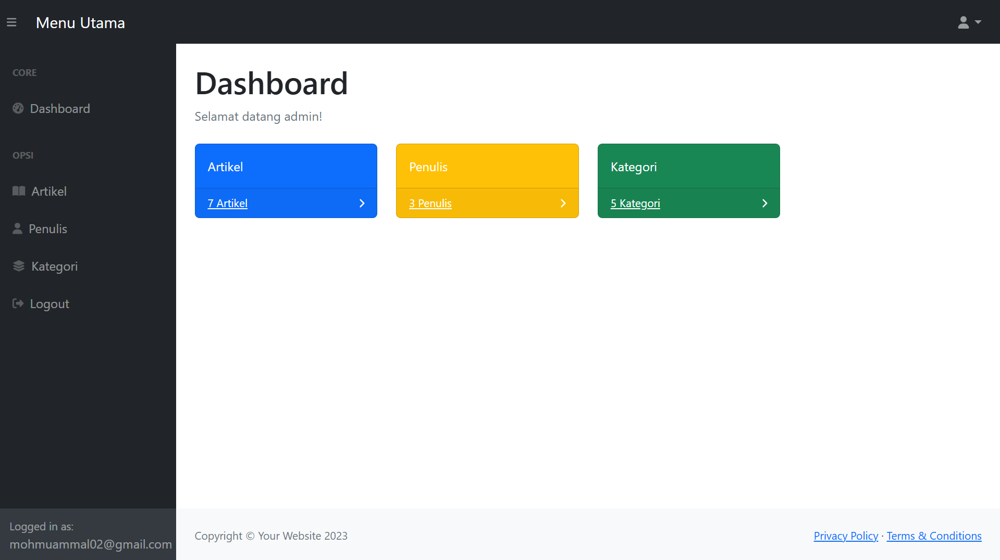 Menu Utama
CORE
Dashboard
OPSI
Artikel
Penulis
Kategori
Logout
Logged in as:
mohmuammal02@gmail.com
Dashboard
Selamat datang admin!
Artikel
7 Artikel
Penulis
3 Penulis
Kategori
5 Kategori
Copyright © Your Website 2023
Privacy Policy · Terms & Conditions